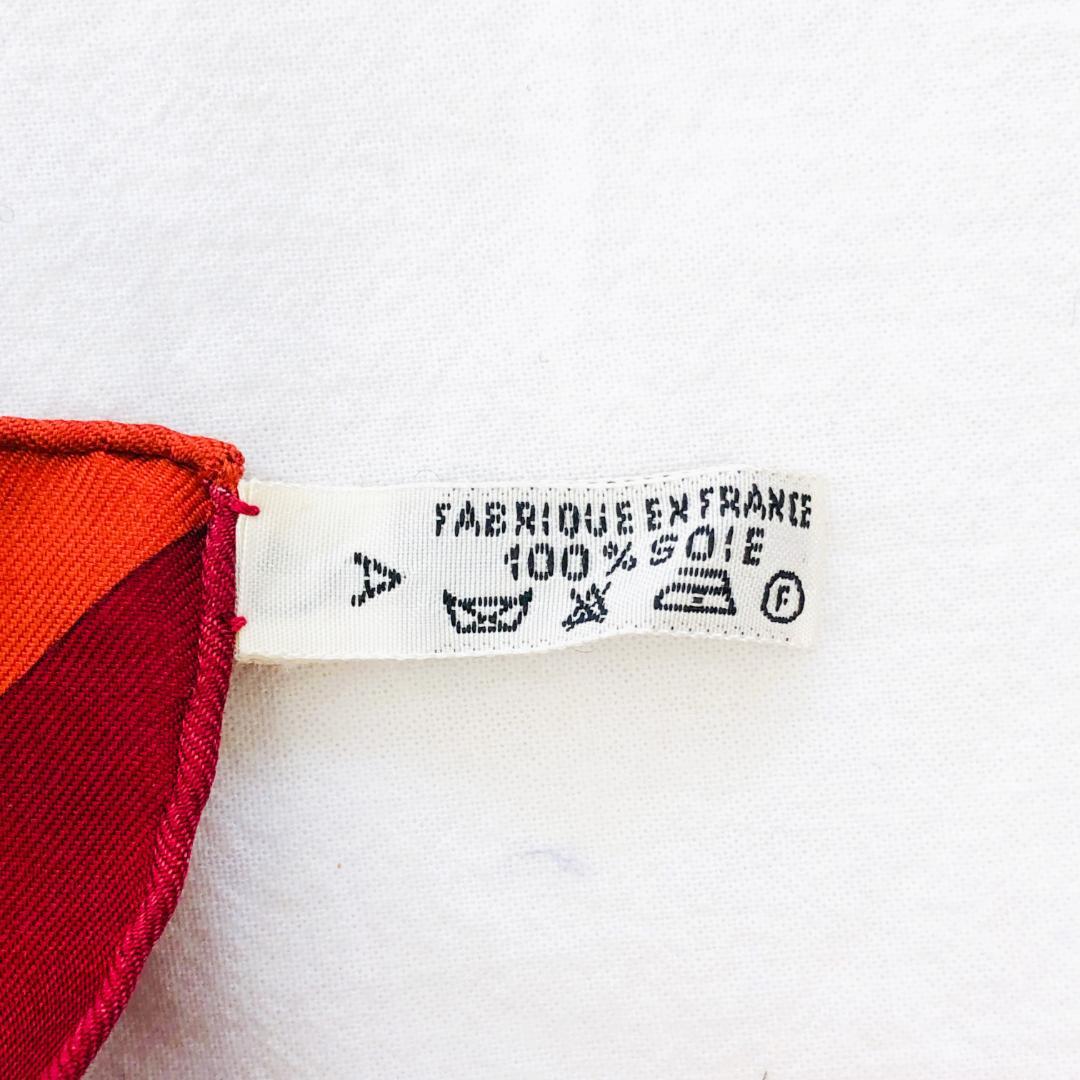 FABRIQUE EN FRANCE
100% SOIE
A
F